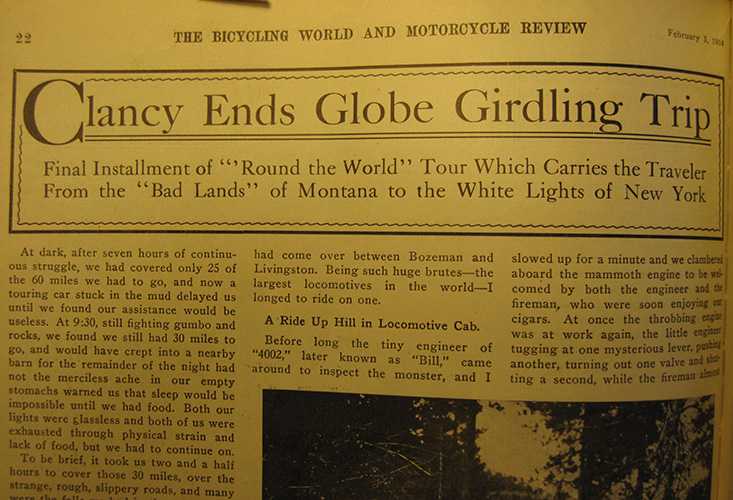 22
THE BICYCLING WORLD AND MOTORCYCLE REVIEW
February 3, 1914
Clancy Ends Globe Girdling Trip
Final Installment of "'Round the World" Tour Which Carries the Traveler
From the "Bad Lands" of Montana to the White Lights of New York
At dark, after seven hours of continu-
ous struggle, we had covered only 25 of
the 60 miles we had to go, and now a
touring car stuck in the mud delayed us
until we found our assistance would be
useless. At 9:30, still fighting gumbo and
rocks, we found we still had 30 miles to
go, and would have crept into a nearby
barn for the remainder of the night had
not the merciless ache in our empty
stomachs warned us that sleep would be
impossible until we had food. Both our
lights were glassless and both of us were
exhausted through physical strain and
lack of food, but we had to continue on.
To be brief, it took us two and a half
hours to cover those 30 miles, over the
strange, rough, slippery roads, and many
were the
had come over between Bozeman and
Livingston. Being such huge brutes—the
largest locomotives in the world—I
longed to ride on one.
A Ride Up Hill in Locomotive Cab.
Before long the tiny engineer of
"4002," later known as "Bill," came
around to inspect the monster, and I
slowed up for a minute and we clambered
aboard the mammoth engine to be wel-
comed by both the engineer and the
fireman, who were soon enjoying our
cigars. At once the throbbing engine
was at work again, the little engineer
tugging at one mysterious lever, pushing
another, turning out one valve and shut-
ting a second, while the fireman almost